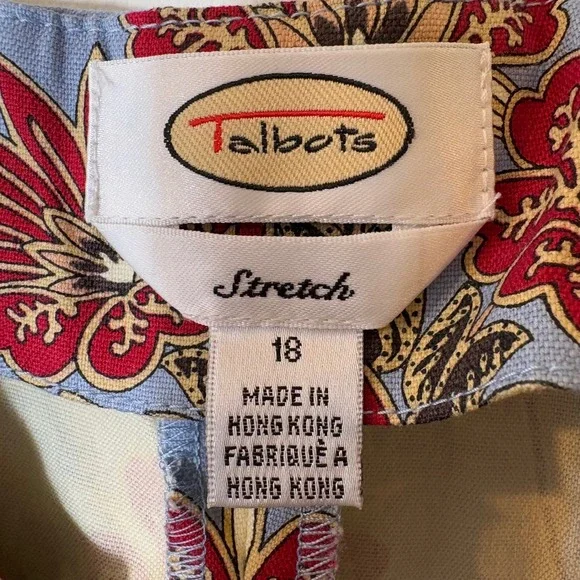 Talbots
Stretch
18
MADE IN
HONG KONG
FABRIQUÈ A
HONG KONG